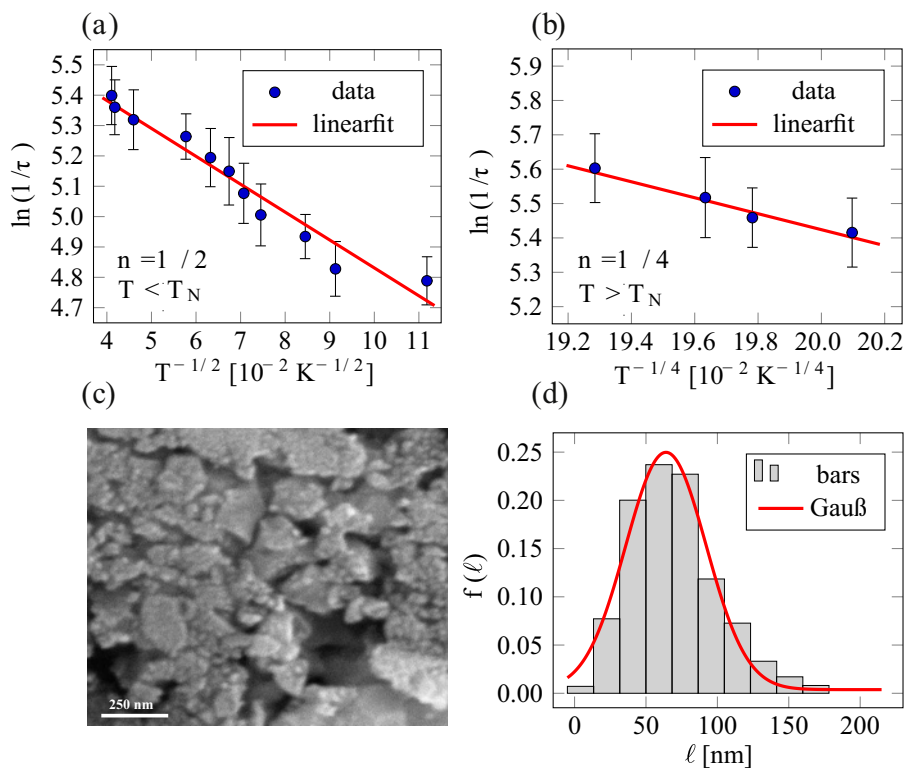 (a)
5.5
5.4
5.3
5.2
5.1
5.0
4.9
4.8
4.7
ln (1/τ)
data
linearfit
n = 1 / 2
T < T_N
4 5 6 7 8 9 10 11
T^{-1/2} [10^{-2} K^{-1/2}]
(b)
5.9
5.8
5.7
5.6
5.5
5.4
5.3
5.2
ln (1/τ)
data
linearfit
n = 1 / 4
T > T_N
19.2 19.4 19.6 19.8 20.0 20.2
T^{-1/4} [10^{-2} K^{-1/4}]
(c)
250 nm
(d)
0.25
0.20
0.15
0.10
0.05
0.00
f (ℓ)
bars
Gauß
0 50 100 150 200
ℓ [nm]